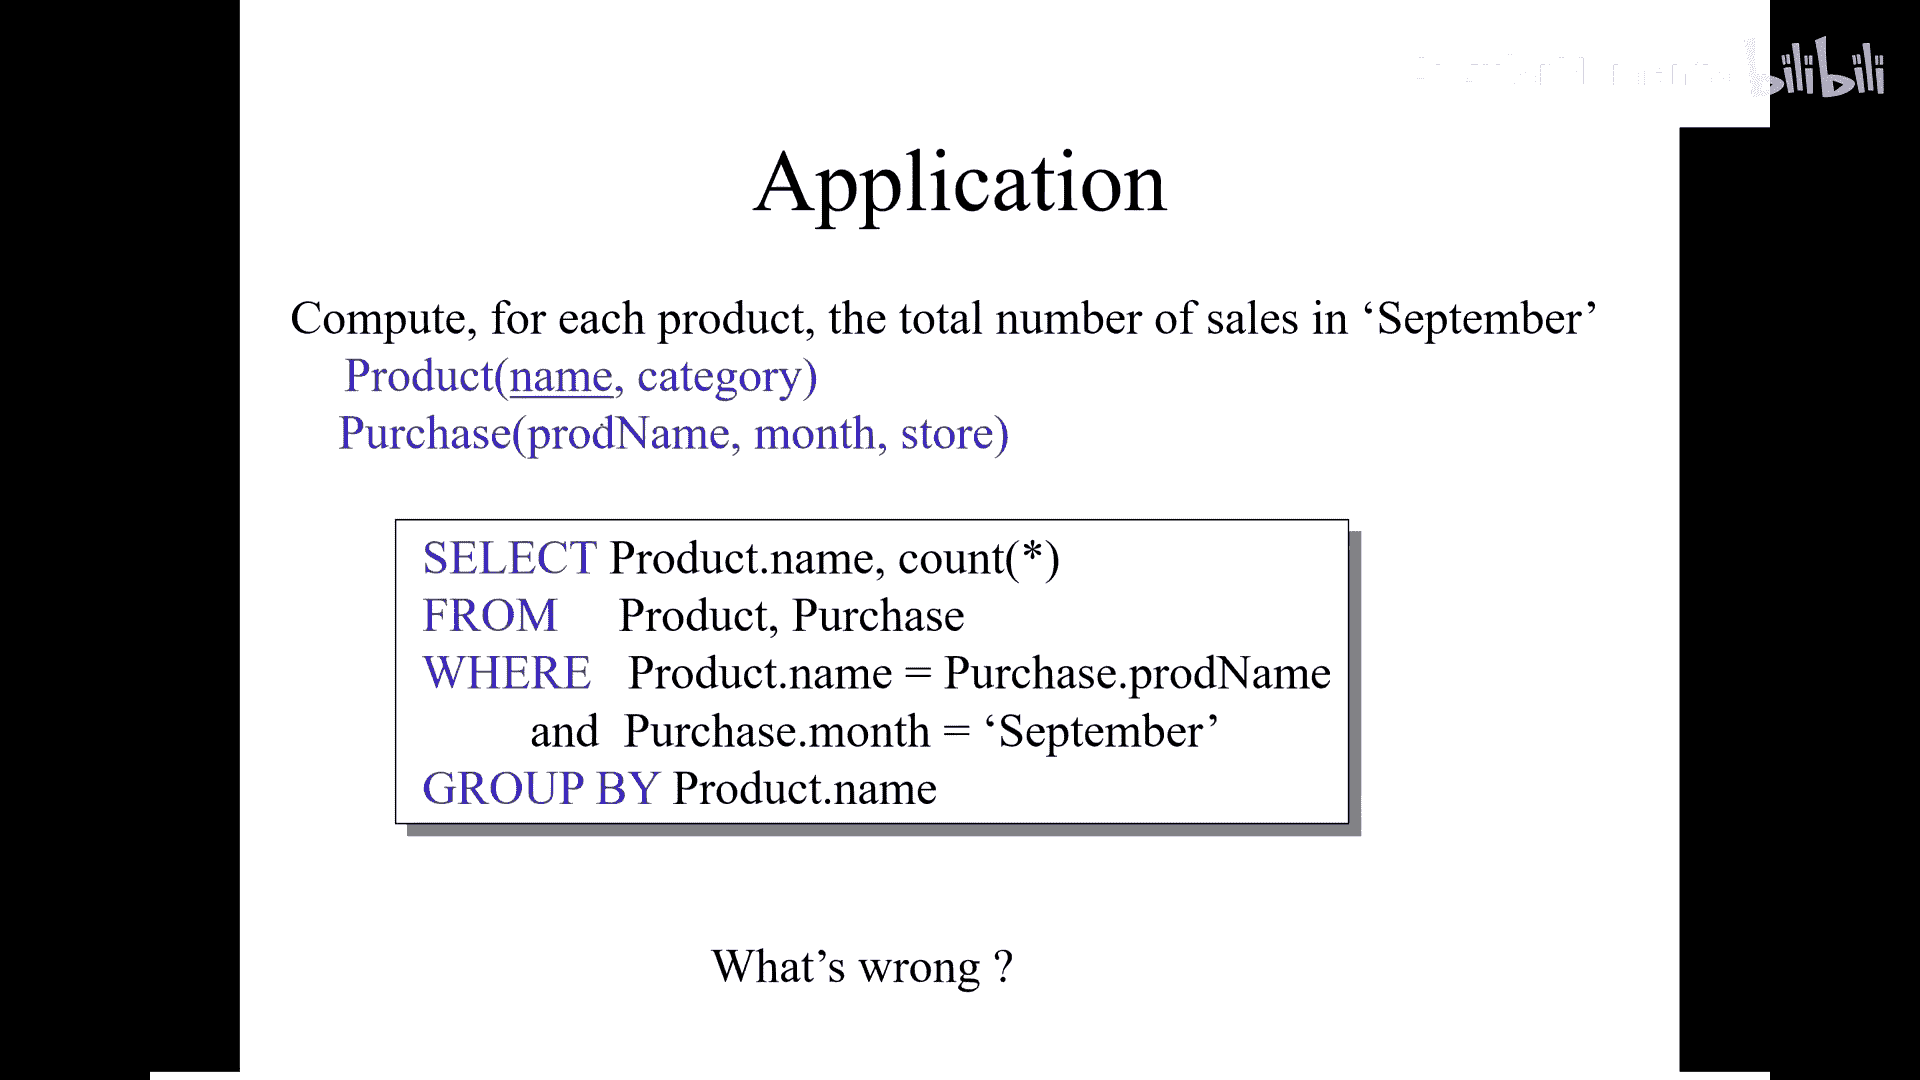 bilibili
Application
Compute, for each product, the total number of sales in ‘September’
Product(name, category)
Purchase(prodName, month, store)
SELECT Product.name, count(*)
FROM Product, Purchase
WHERE Product.name = Purchase.prodName
and Purchase.month = ‘September’
GROUP BY Product.name
What’s wrong ?